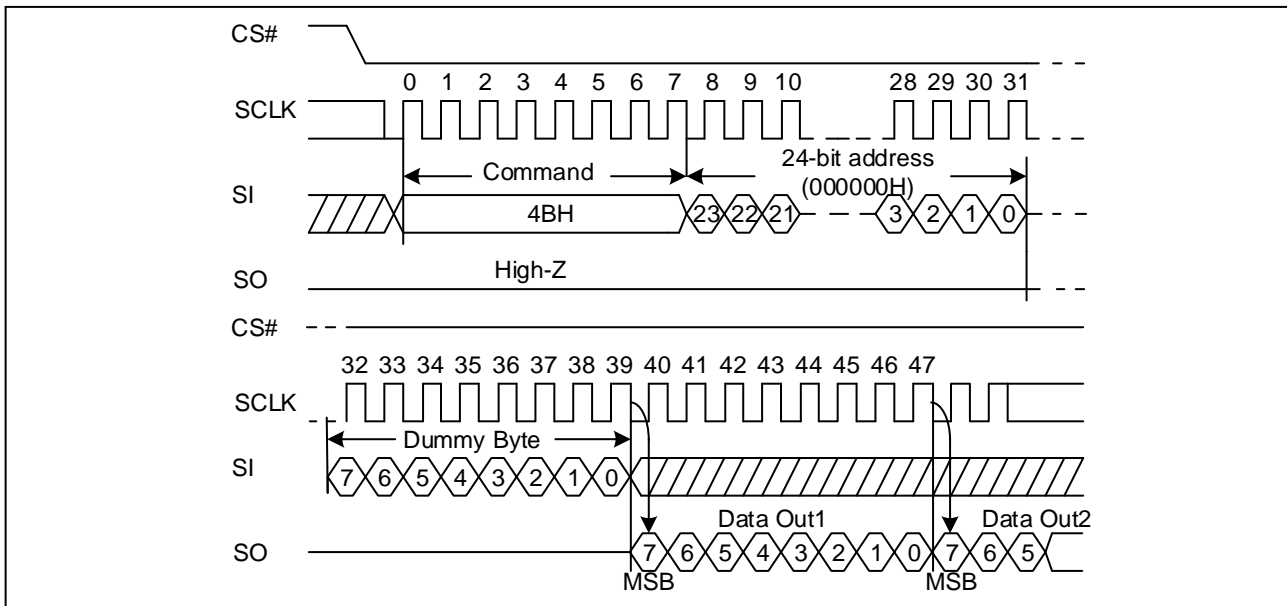 CS#
0 1 2 3 4 5 6 7 8 9 10 28 29 30 31
SCLK
Command
24-bit address
(000000H)
SI
4BH
23 22 21 3 2 1 0
High-Z
SO
CS#
32 33 34 35 36 37 38 39 40 41 42 43 44 45 46 47
SCLK
Dummy Byte
SI
7 6 5 4 3 2 1 0
Data Out1 Data Out2
SO
7 6 5 4 3 2 1 0 7 6 5
MSB MSB